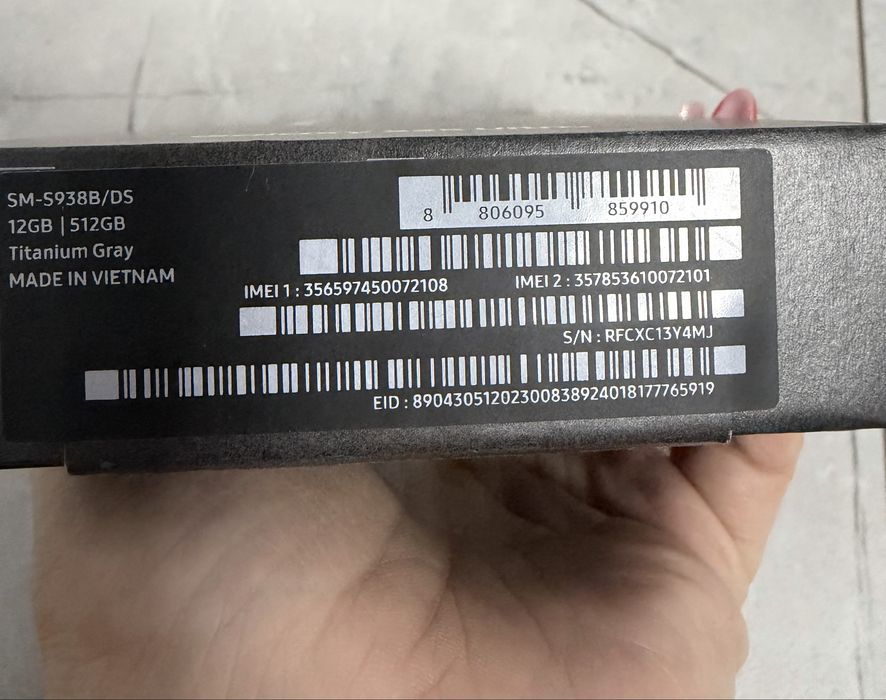 SM-S938B/DS
12GB | 512GB
Titanium Gray
MADE IN VIETNAM
8 806095 859910
IMEI 1 : 356597450072108 IMEI 2 : 357853610072101
S/N : RFCXC13Y4MJ
EID : 89043051202300838924018177765919